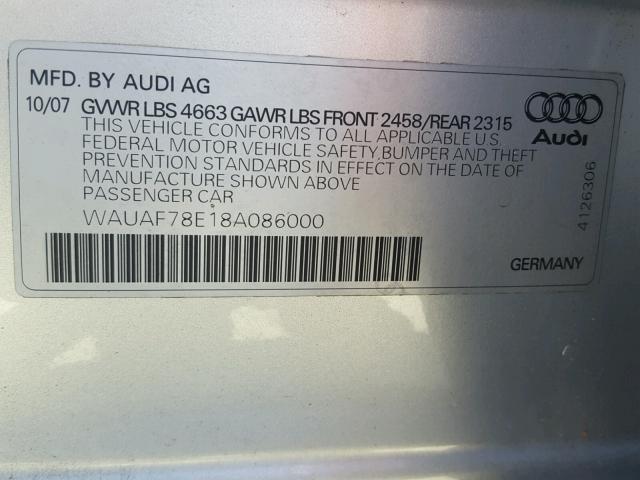 MFD. BY AUDI AG
10/07 GVWR LBS 4663 GAWR LBS FRONT 2458/REAR 2315
THIS VEHICLE CONFORMS TO ALL APPLICABLE U.S.
FEDERAL MOTOR VEHICLE SAFETY,BUMPER AND THEFT
PREVENTION STANDARDS IN EFFECT ON THE DATE OF
MANUFACTURE SHOWN ABOVE
PASSENGER CAR
WAUAF78E18A086000
Audi
4126306
GERMANY